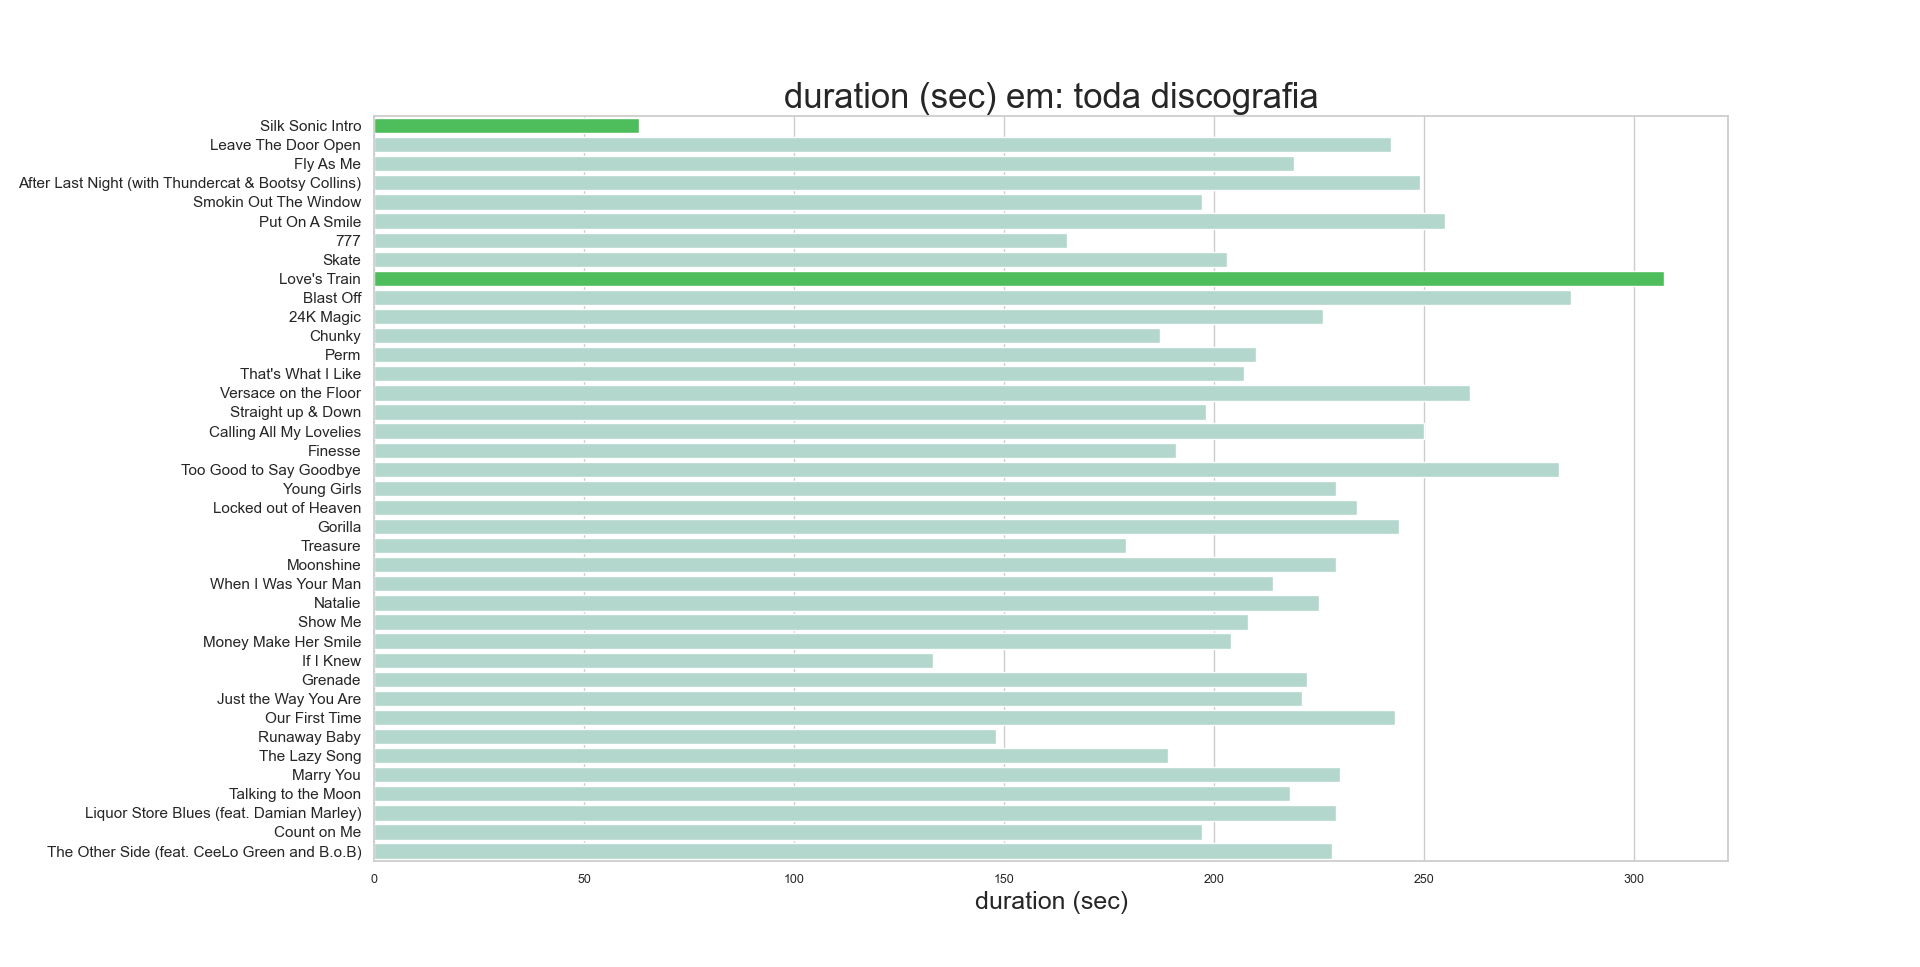 duration (sec) em: toda discografia
Silk Sonic Intro
Leave The Door Open
Fly As Me
After Last Night (with Thundercat & Bootsy Collins)
Smokin Out The Window
Put On A Smile
777
Skate
Love's Train
Blast Off
24K Magic
Chunky
Perm
That's What I Like
Versace on the Floor
Straight up & Down
Calling All My Lovelies
Finesse
Too Good to Say Goodbye
Young Girls
Locked out of Heaven
Gorilla
Treasure
Moonshine
When I Was Your Man
Natalie
Show Me
Money Make Her Smile
If I Knew
Grenade
Just the Way You Are
Our First Time
Runaway Baby
The Lazy Song
Marry You
Talking to the Moon
Liquor Store Blues (feat. Damian Marley)
Count on Me
The Other Side (feat. CeeLo Green and B.o.B)
0 50 100 150 200 250 300
duration (sec)